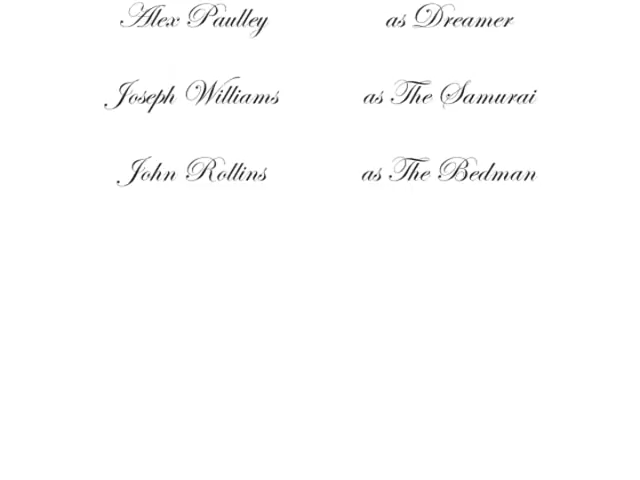 Alex Paulley as Dreamer
Joseph Williams as The Samurai
John Rollins as The Bedman